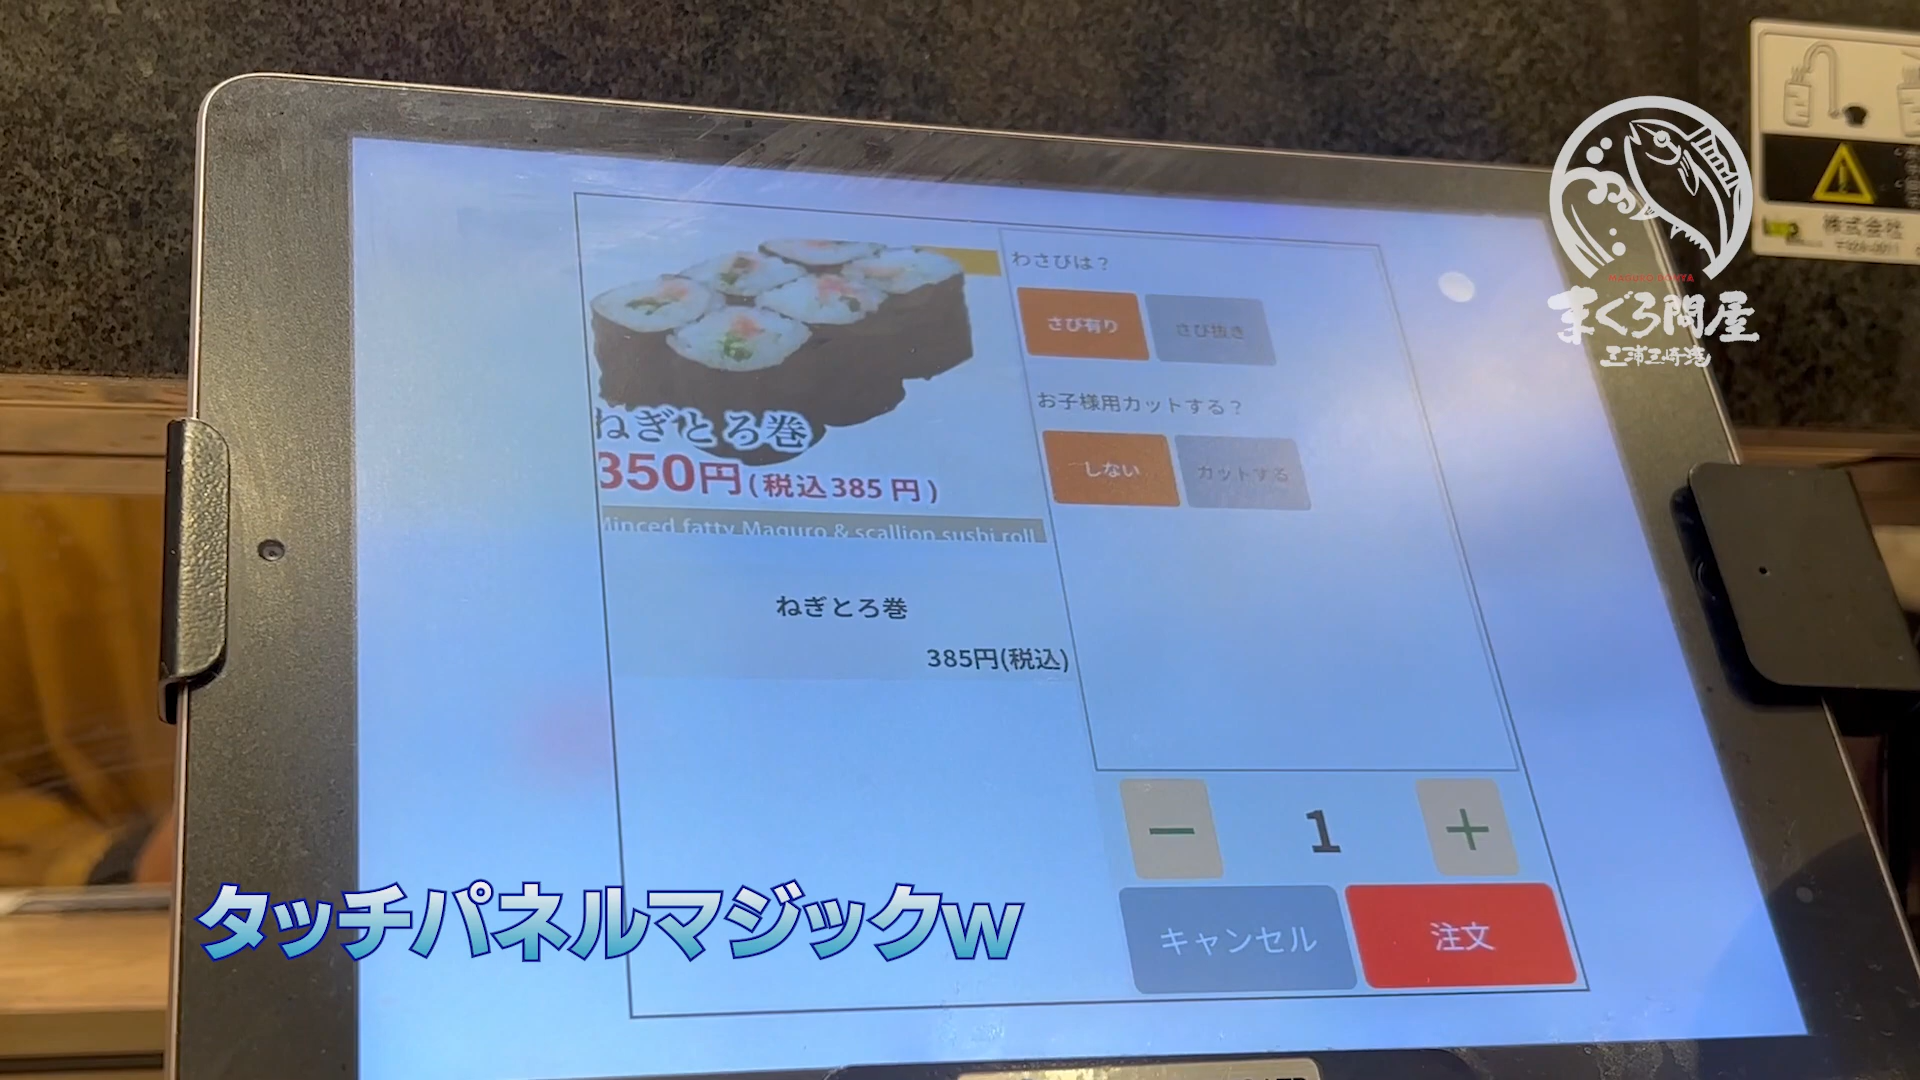 わさびは？
さび有り
さび抜き
お子様用カットする？
しない
カットする
ねぎとろ巻
350円(税込385円)
Minced fatty Maguro & scallion sushi roll
ねぎとろ巻
385円(税込)
1
キャンセル
注文
タッチパネルマジックw
MAGURO DONYA
まぐろ問屋
三浦三崎港
株式会社